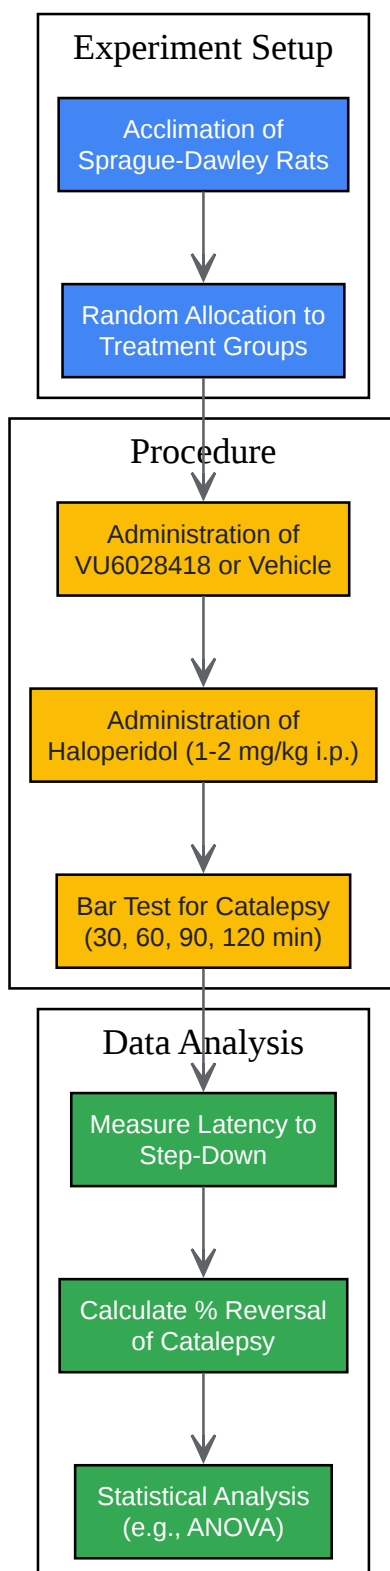 Experiment Setup
Acclimation of
Sprague-Dawley Rats
Random Allocation to
Treatment Groups
Procedure
Administration of
VU6028418 or Vehicle
Administration of
Haloperidol (1-2 mg/kg i.p.)
Bar Test for Catalepsy
(30, 60, 90, 120 min)
Data Analysis
Measure Latency to
Step-Down
Calculate % Reversal
of Catalepsy
Statistical Analysis
(e.g., ANOVA)